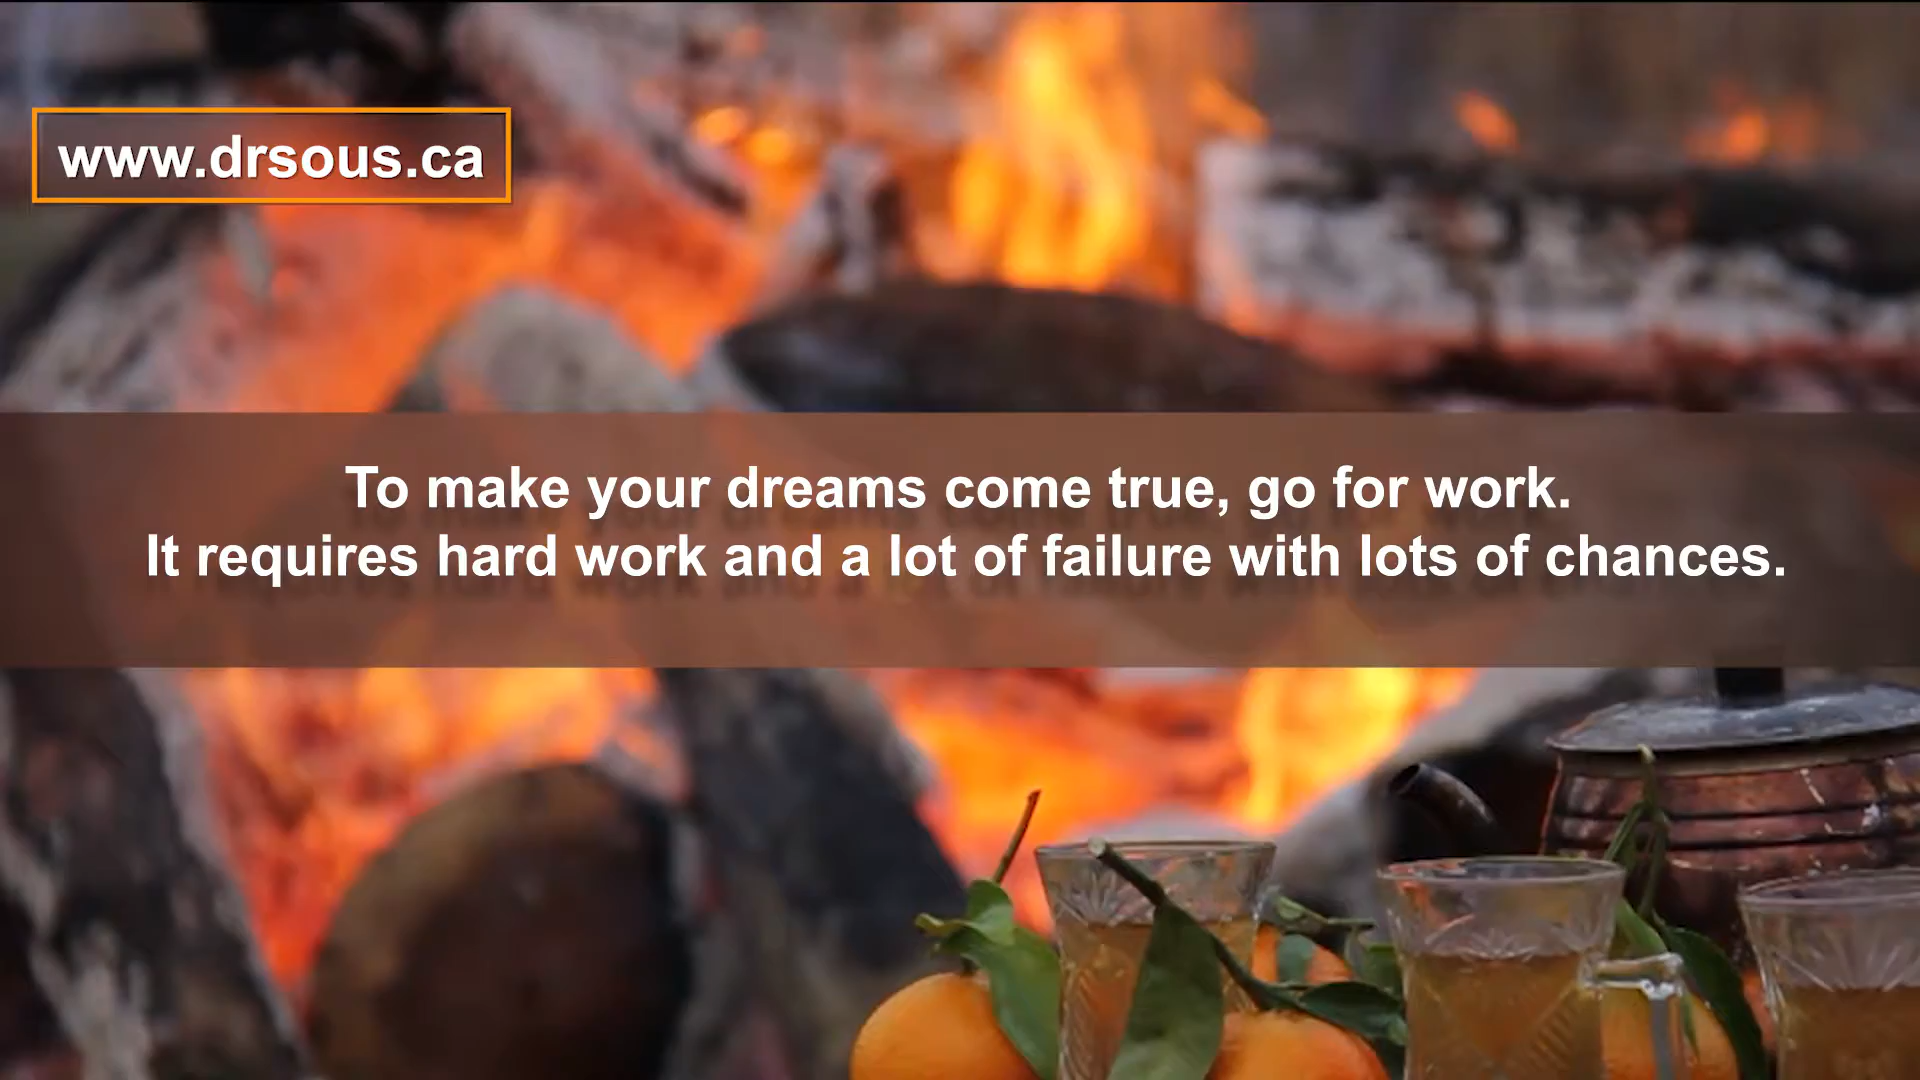 www.drsous.ca
To make your dreams come true, go for work.
It requires hard work and a lot of failure with lots of chances.